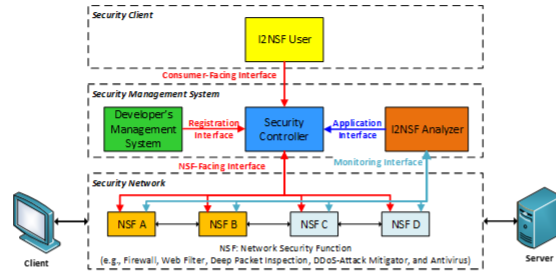 Security Client
I2NSF User
Consumer-Facing Interface
Security Management System
Developer's
Management
System
Registration
Interface
Security
Controller
Application
Interface
I2NSF Analyzer
NSF-Facing Interface
Monitoring Interface
Security Network
NSF A
NSF B
NSF C
NSF D
Client
Server
NSF: Network Security Function
(e.g., Firewall, Web Filter, Deep Packet Inspection, DDoS-Attack Mitigator, and Antivirus)